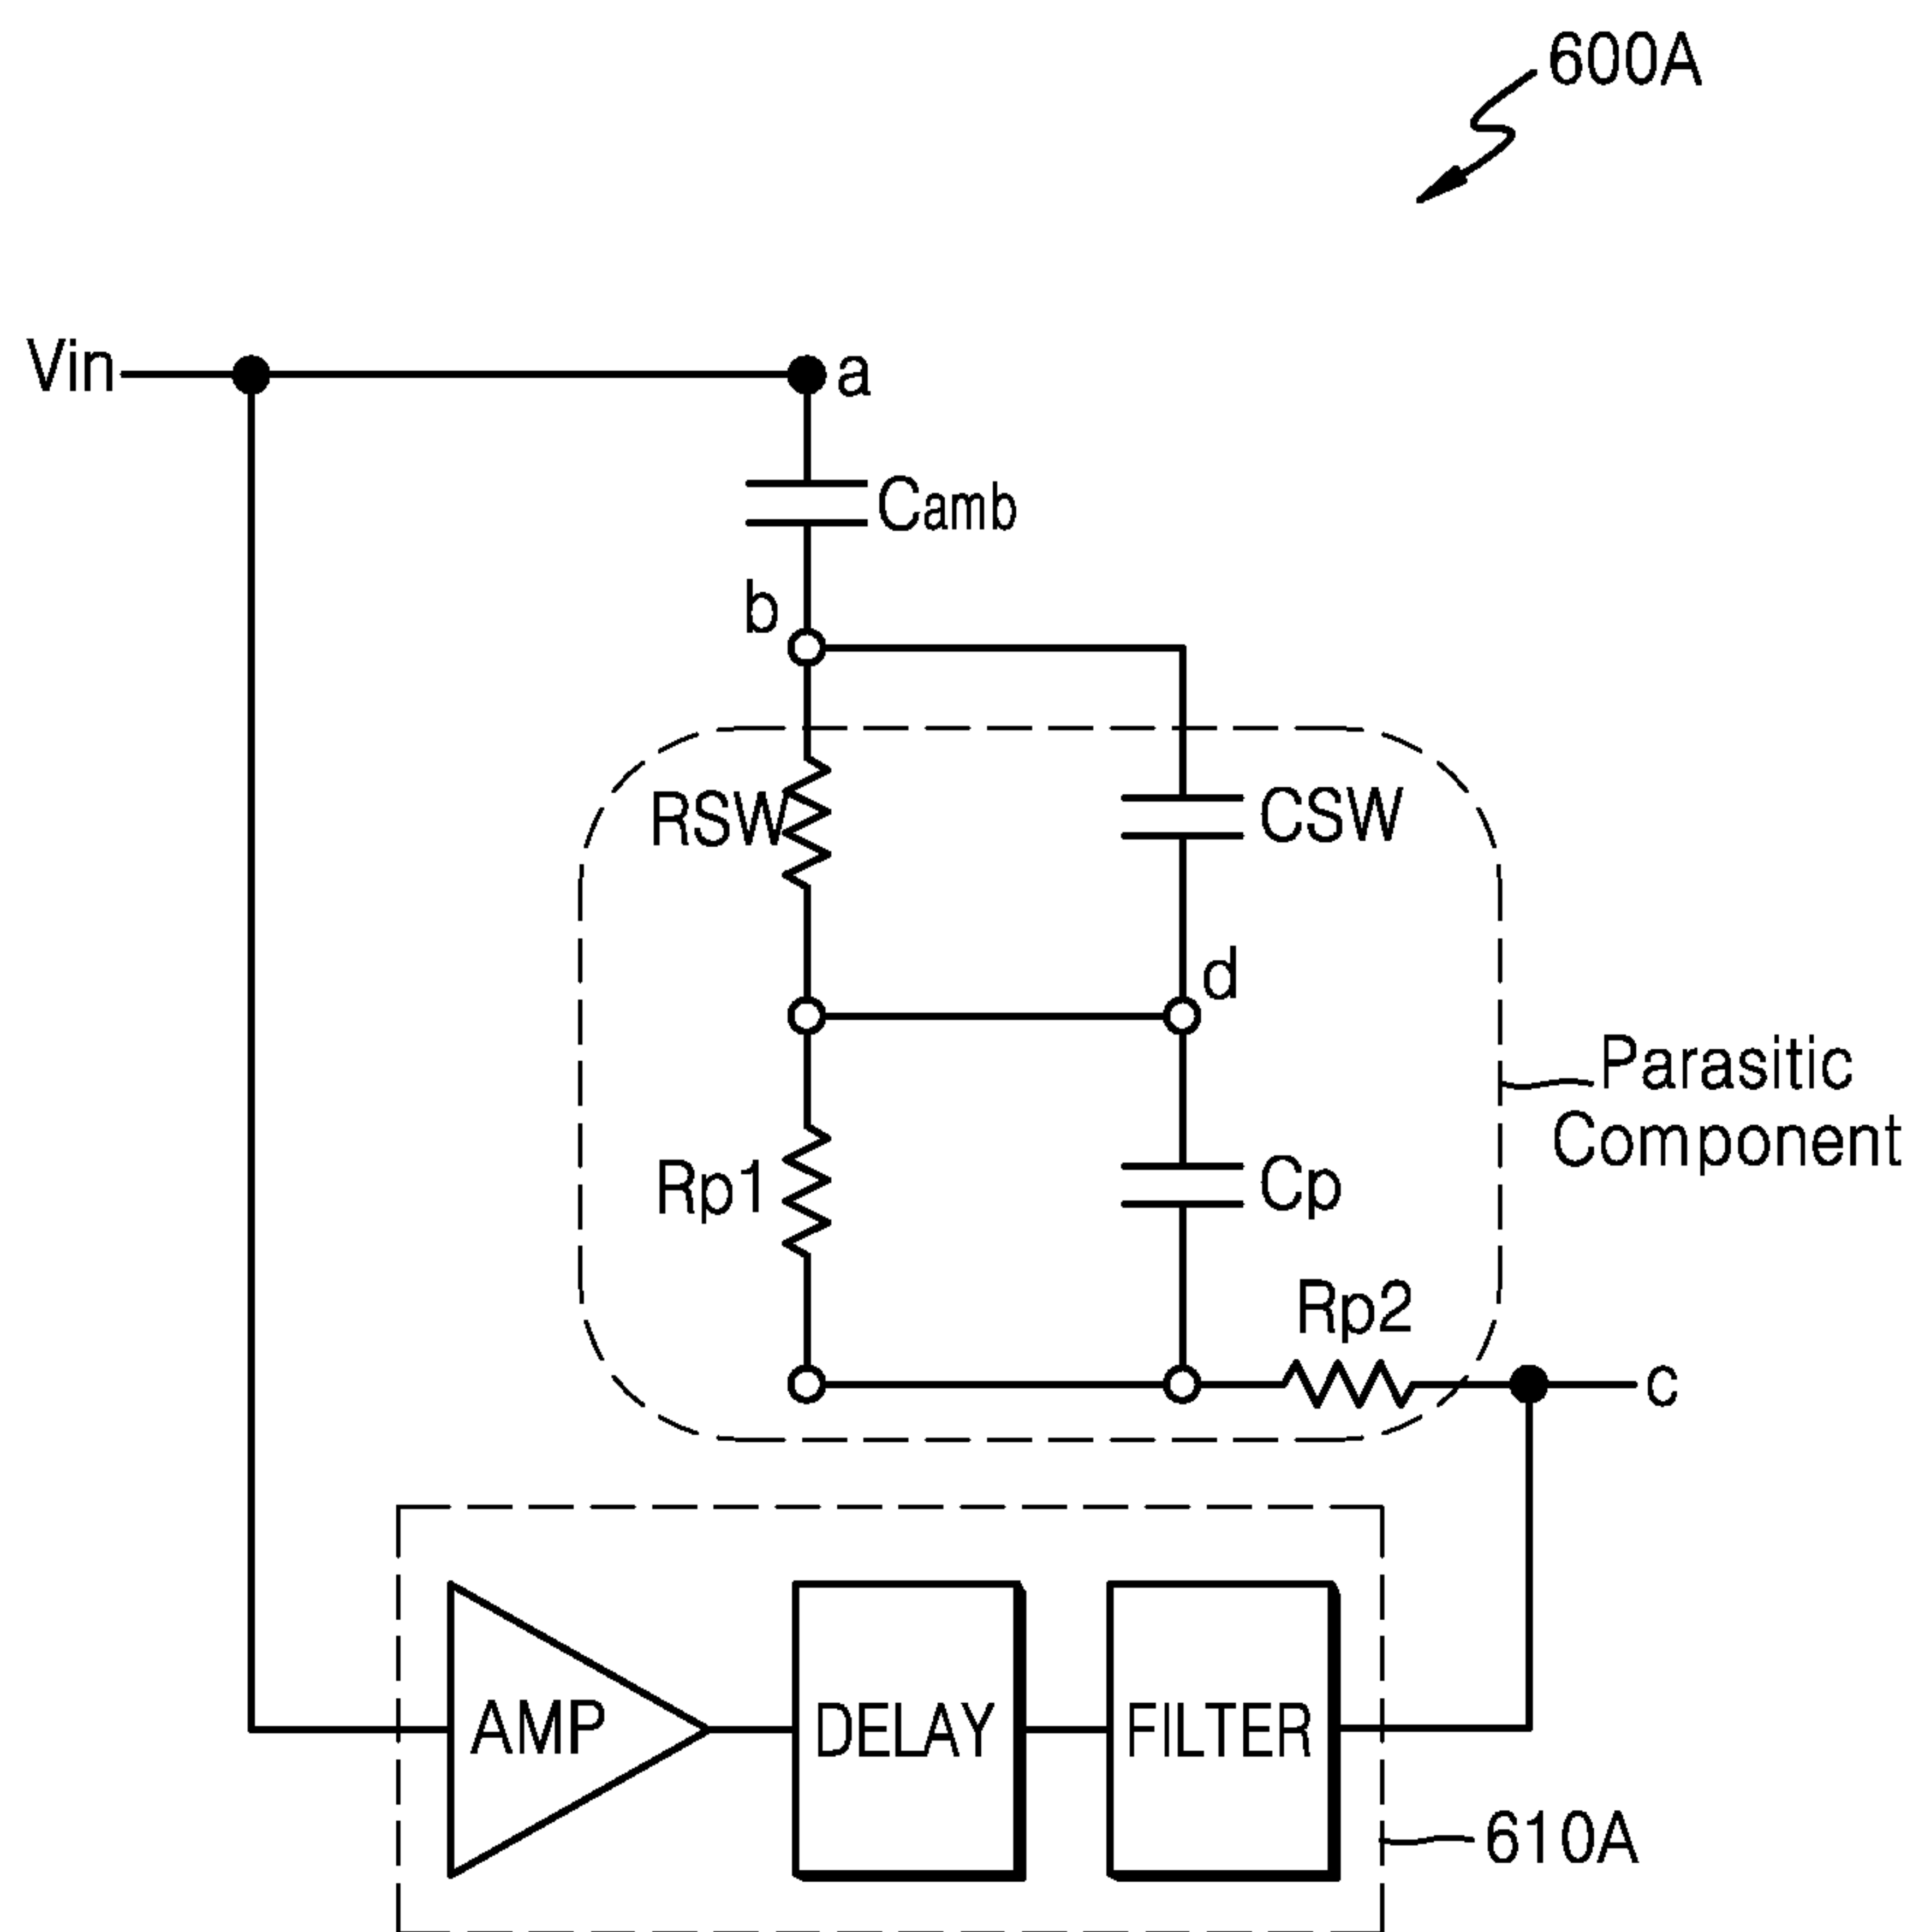 600A
Vin
a
Camb
b
RSW
CSW
d
Parasitic
Component
Rp1
Cp
Rp2
c
AMP
DELAY
FILTER
610A